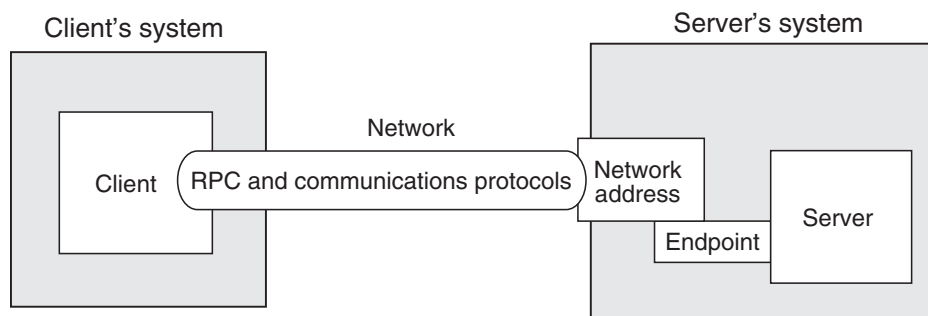 Client's system
Server's system
Network
Client
RPC and communications protocols
Network
address
Endpoint
Server